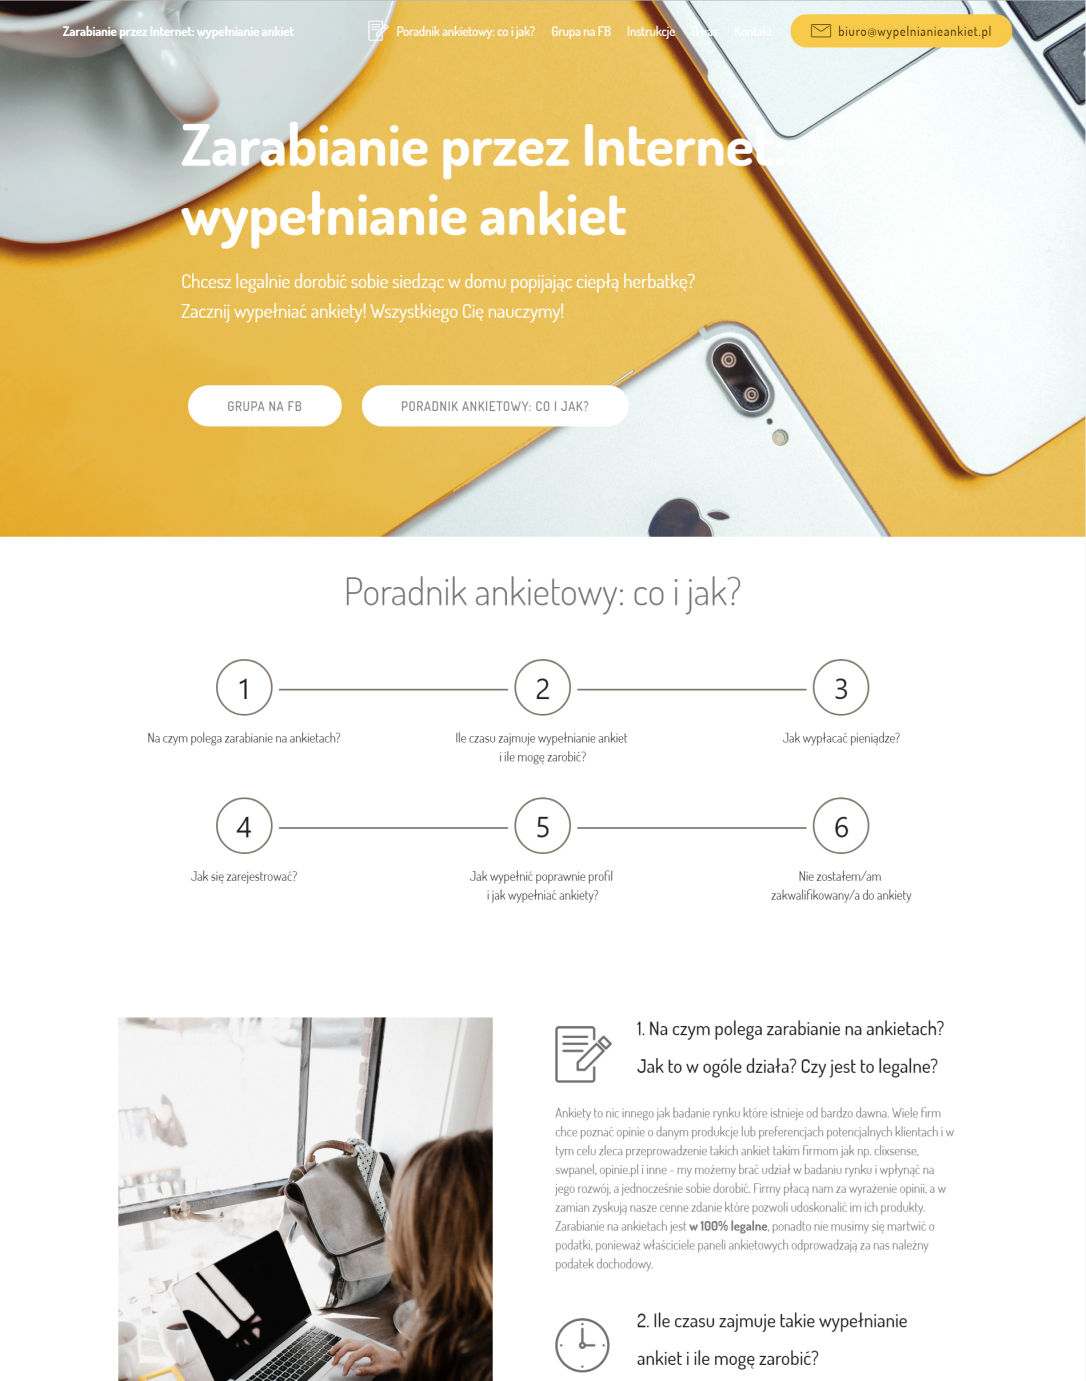 Zarabianie przez Internet: wypełnianie ankiet
Poradnik ankietowy: co i jak?
Grupa na FB
Instrukcje
O nas
Kontakt
biuro@wypelnianieankiet.pl
Zarabianie przez Internet:
wypełnianie ankiet
Chcesz legalnie dorobić sobie siedząc w domu popijając ciepłą herbatkę?
Zacznij wypełniać ankiety! Wszystkiego Cię nauczymy!
GRUPA NA FB
PORADNIK ANKIETOWY: CO I JAK?
Poradnik ankietowy: co i jak?
1
2
3
Na czym polega zarabianie na ankietach?
Ile czasu zajmuje wypełnianie ankiet
i ile mogę zarobić?
Jak wypłacać pieniądze?
4
5
6
Jak się zarejestrować?
Jak wypełnić poprawnie profil
i jak wypełniać ankiety?
Nie zostałem/am
zakwalifikowany/a do ankiety
1. Na czym polega zarabianie na ankietach?
Jak to w ogóle działa? Czy jest to legalne?
Ankiety to nic innego jak badanie rynku które istnieje od bardzo dawna. Wiele firm
chce poznać opinie o danym produkcje lub preferencjach potencjalnych klientach i w
tym celu zleca przeprowadzenie takich ankiet takim firmom jak np. clixsense,
swpanel, opinie.pl i inne - my możemy brać udział w badaniu rynku i wpłynąć na
jego rozwój, a jednocześnie sobie dorobić. Firmy płacą nam za wyrażenie opinii, a w
zamian zyskują nasze cenne zdanie które pozwoli udoskonalić im ich produkty.
Zarabianie na ankietach jest w 100% legalne, ponadto nie musimy się martwić o
podatki, ponieważ właściciele paneli ankietowych odprowadzają za nas należny
podatek dochodowy.
2. Ile czasu zajmuje takie wypełnianie
ankiet i ile mogę zarobić?